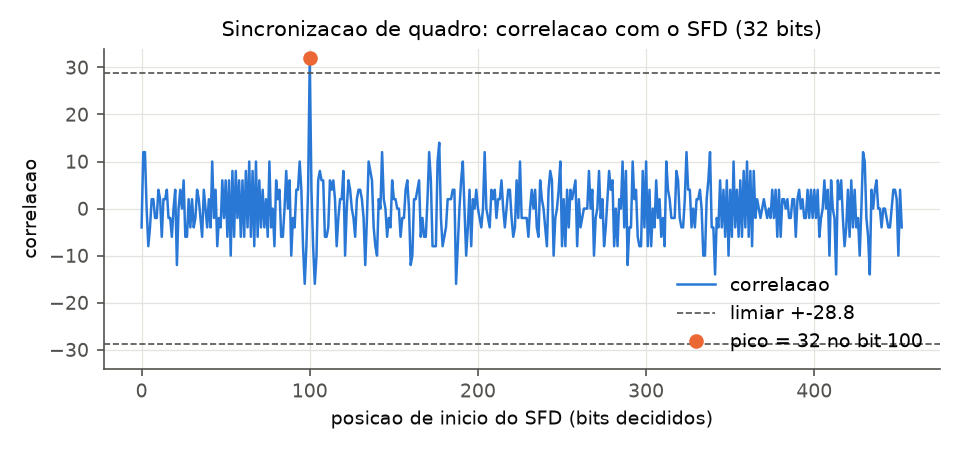 Sincronizacao de quadro: correlacao com o SFD (32 bits)
30
20
10
0
−10
−20
−30
correlacao
correlacao
limiar +-28.8
pico = 32 no bit 100
0
100
200
300
400
posicao de inicio do SFD (bits decididos)